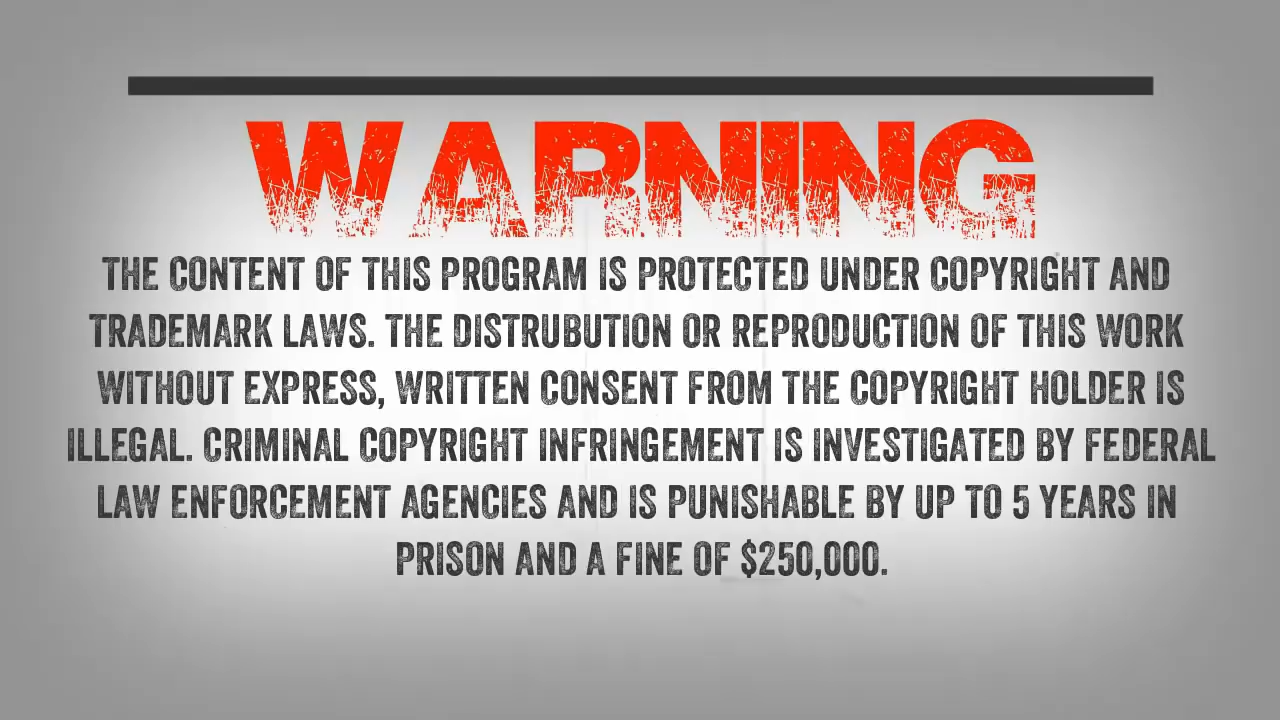 WARNING
THE CONTENT OF THIS PROGRAM IS PROTECTED UNDER COPYRIGHT AND
TRADEMARK LAWS. THE DISTRUBUTION OR REPRODUCTION OF THIS WORK
WITHOUT EXPRESS, WRITTEN CONSENT FROM THE COPYRIGHT HOLDER IS
ILLEGAL. CRIMINAL COPYRIGHT INFRINGEMENT IS INVESTIGATED BY FEDERAL
LAW ENFORCEMENT AGENCIES AND IS PUNISHABLE BY UP TO 5 YEARS IN
PRISON AND A FINE OF $250,000.